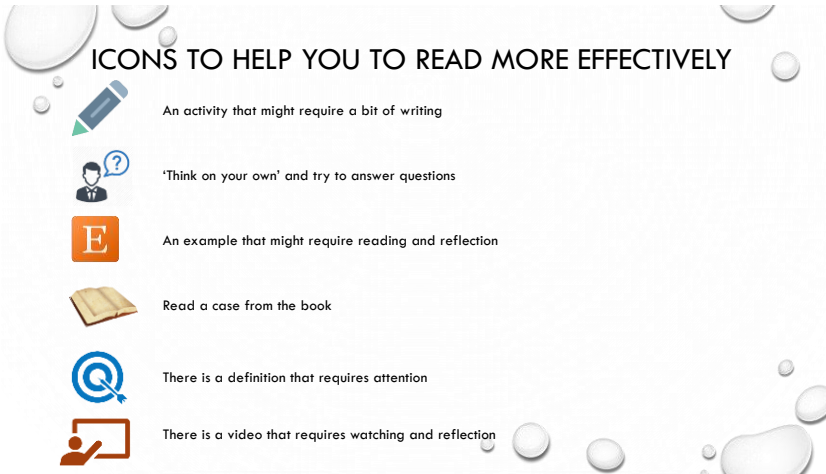 ICONS TO HELP YOU TO READ MORE EFFECTIVELY
An activity that might require a bit of writing
?
‘Think on your own’ and try to answer questions
E
An example that might require reading and reflection
Read a case from the book
There is a definition that requires attention
There is a video that requires watching and reflection